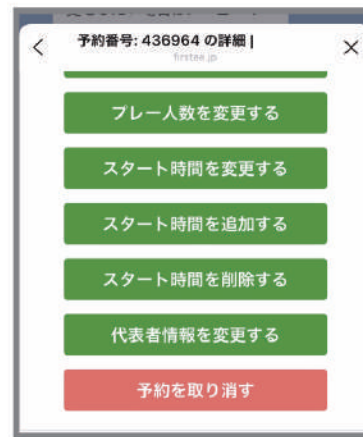 予約番号: 436964 の詳細 |
firstee.jp
プレー人数を変更する
スタート時間を変更する
スタート時間を追加する
スタート時間を削除する
代表者情報を変更する
予約を取り消す